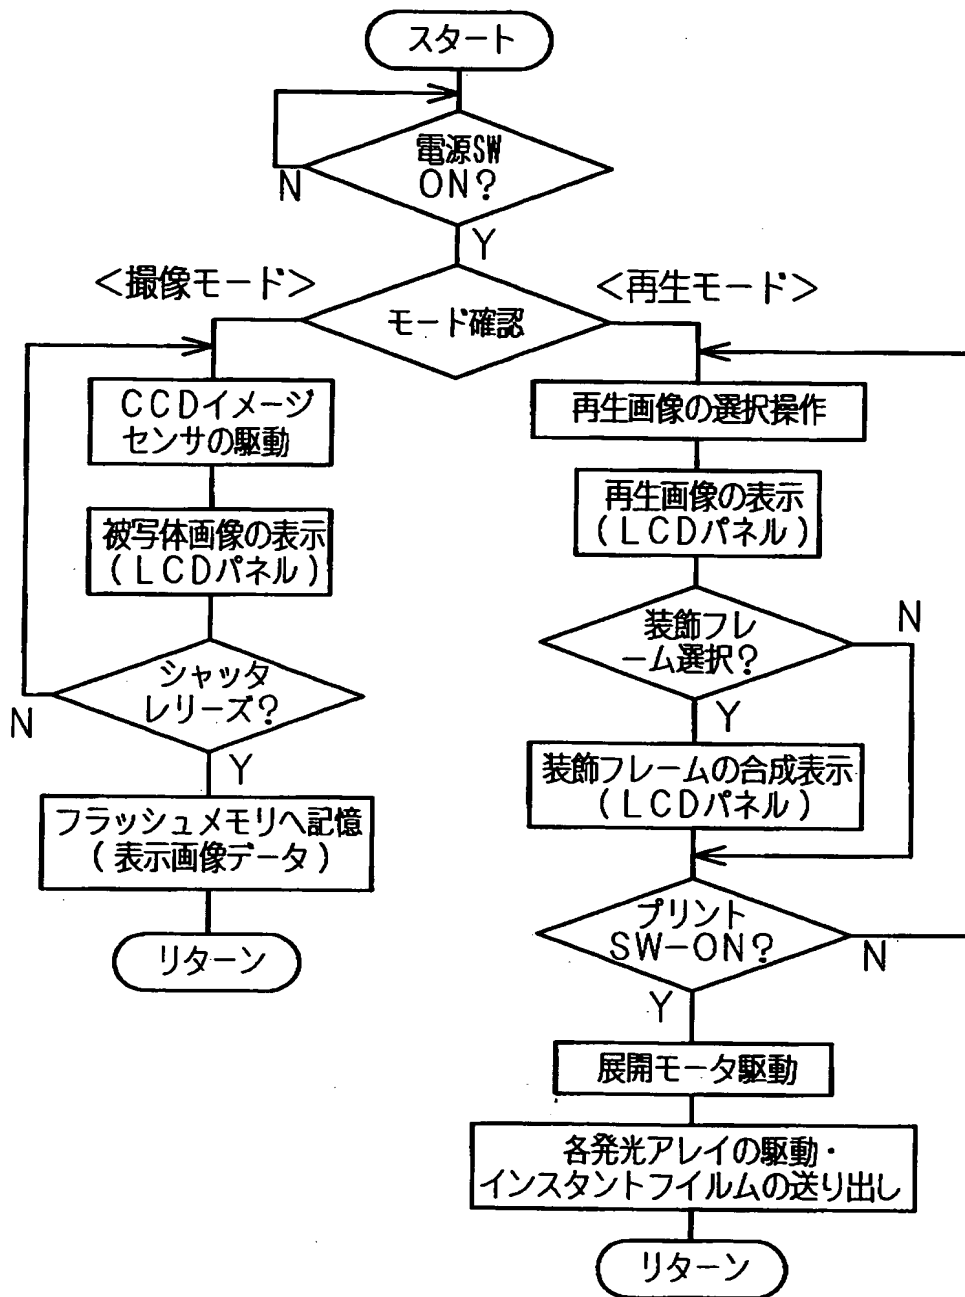 スタート
電源SW
ON?
N
Y
<撮像モード>
<再生モード>
モード確認
CCDイメージ
センサの駆動
被写体画像の表示
(LCDパネル)
シャッタ
レリーズ?
N
Y
フラッシュメモリへ記憶
(表示画像データ)
リターン
再生画像の選択操作
再生画像の表示
(LCDパネル)
装飾フレ
ーム選択?
N
Y
装飾フレームの合成表示
(LCDパネル)
プリント
SW-ON?
N
Y
展開モータ駆動
各発光アレイの駆動・
インスタントフイルムの送り出し
リターン